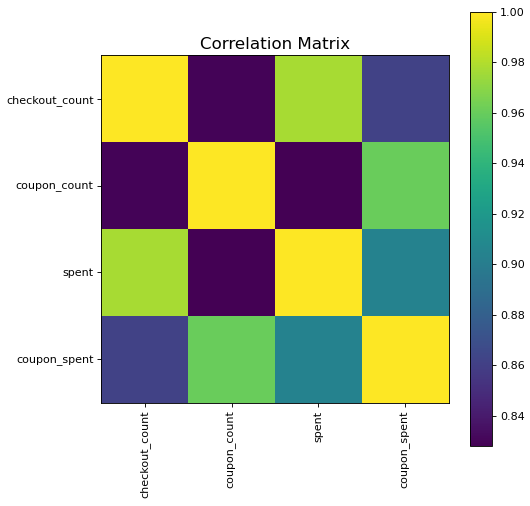 Correlation Matrix
checkout_count
coupon_count
spent
coupon_spent
checkout_count
coupon_count
spent
coupon_spent
1.00
0.98
0.96
0.94
0.92
0.90
0.88
0.86
0.84